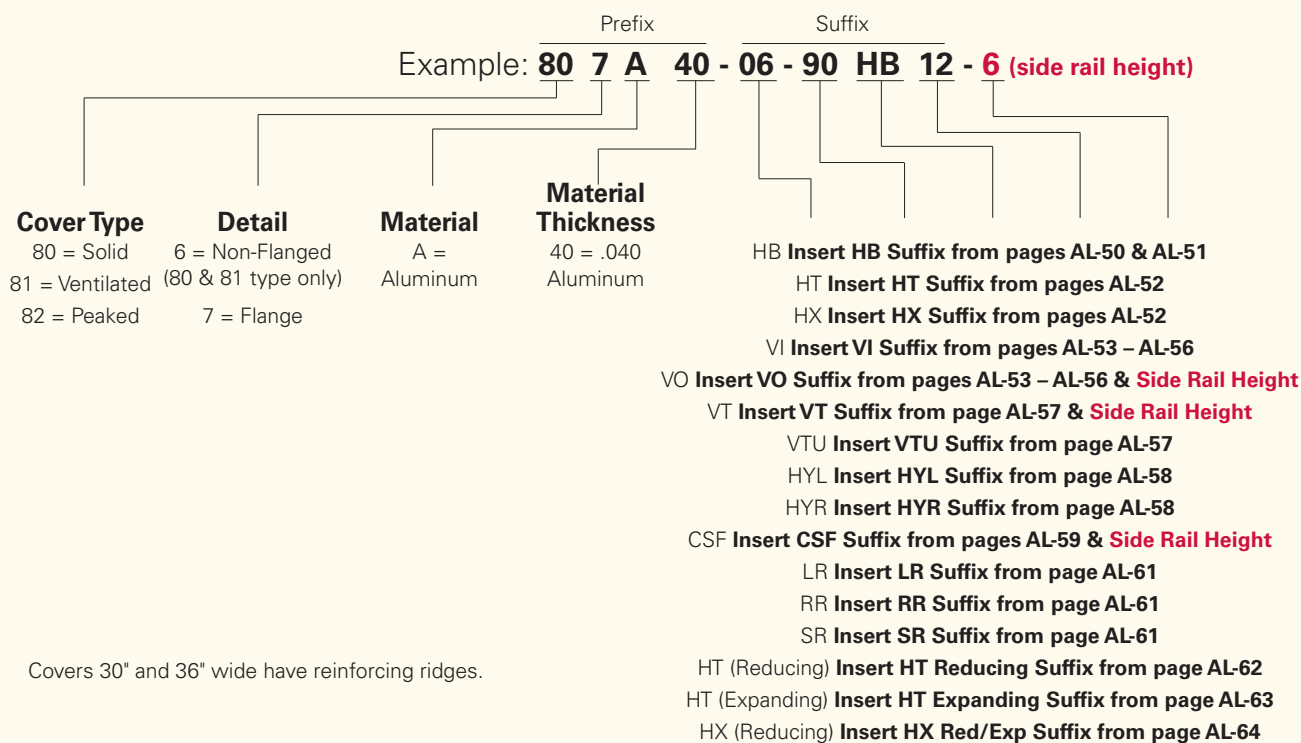 Prefix Suffix
Example: 80 7 A 40 - 06 - 90 HB 12 - 6 (side rail height)
Cover Type
80 = Solid
81 = Ventilated
82 = Peaked
Detail
6 = Non-Flanged
(80 & 81 type only)
7 = Flange
Material
A =
Aluminum
Material
Thickness
40 = .040
Aluminum
HB Insert HB Suffix from pages AL-50 & AL-51
HT Insert HT Suffix from pages AL-52
HX Insert HX Suffix from pages AL-52
VI Insert VI Suffix from pages AL-53 – AL-56
VO Insert VO Suffix from pages AL-53 – AL-56 & Side Rail Height
VT Insert VT Suffix from page AL-57 & Side Rail Height
VTU Insert VTU Suffix from page AL-57
HYL Insert HYL Suffix from page AL-58
HYR Insert HYR Suffix from page AL-58
CSF Insert CSF Suffix from pages AL-59 & Side Rail Height
LR Insert LR Suffix from page AL-61
RR Insert RR Suffix from page AL-61
SR Insert SR Suffix from page AL-61
HT (Reducing) Insert HT Reducing Suffix from page AL-62
HT (Expanding) Insert HT Expanding Suffix from page AL-63
HX (Reducing) Insert HX Red/Exp Suffix from page AL-64
Covers 30" and 36" wide have reinforcing ridges.